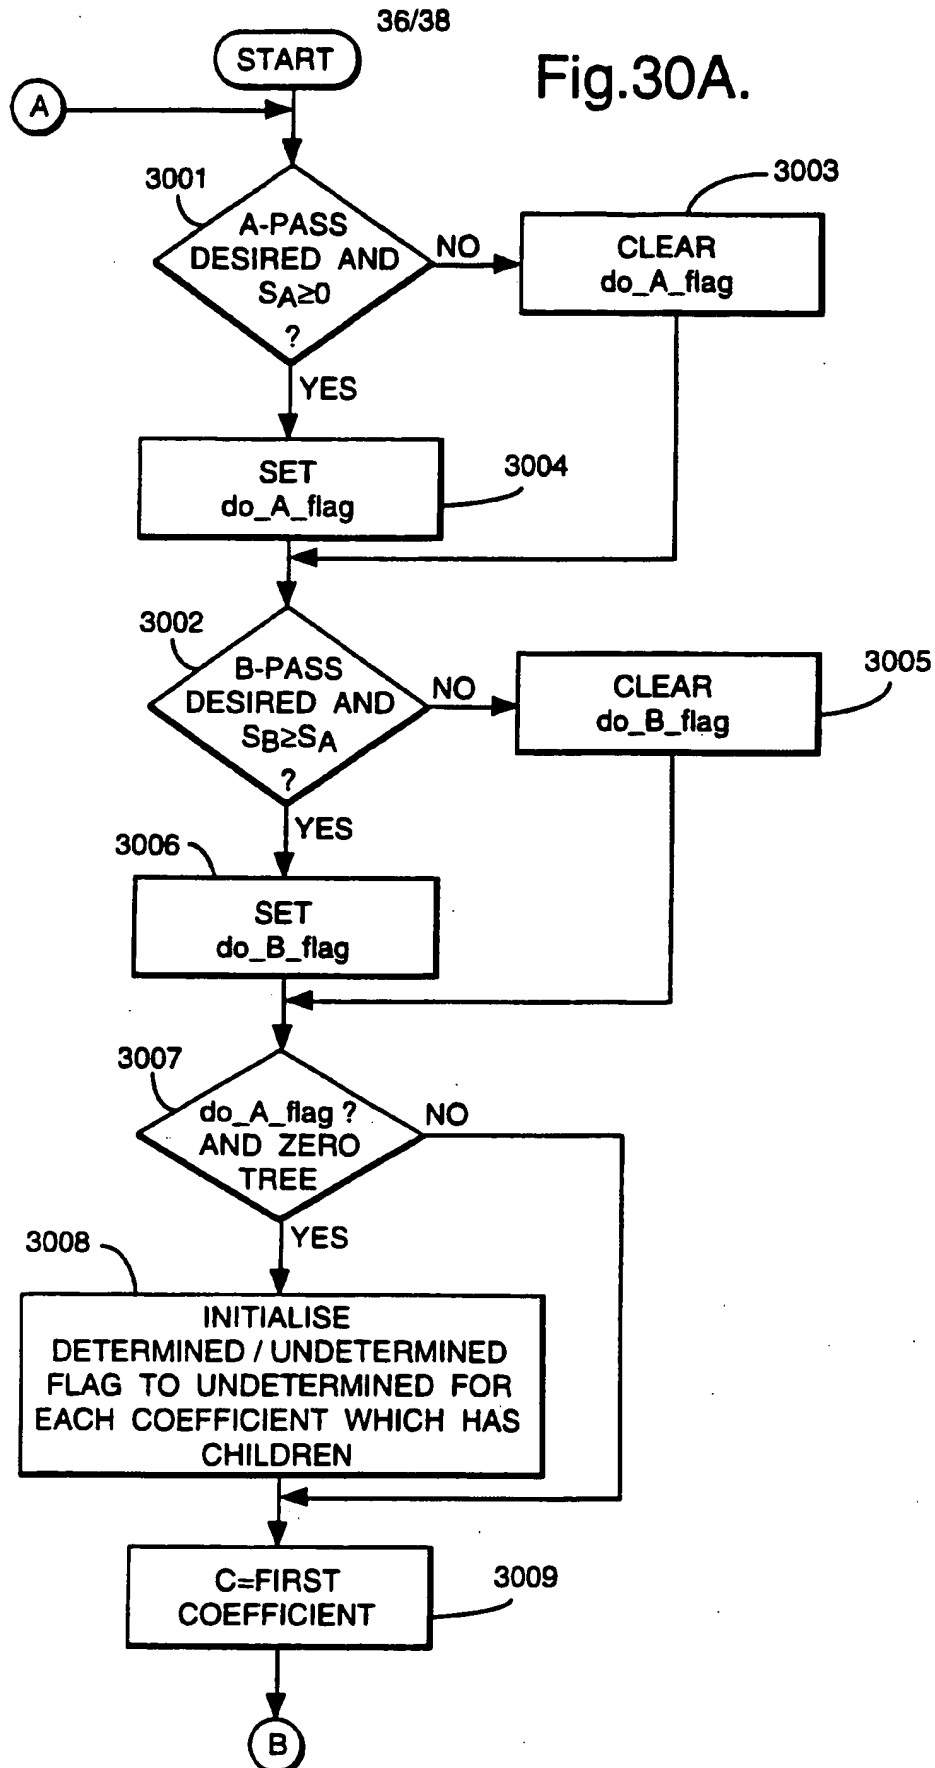 36/38
START
Fig.30A.
A
3001
3003
A-PASS
DESIRED AND
SA≥0
?
NO
CLEAR
do_A_flag
YES
3004
SET
do_A_flag
3002
3005
B-PASS
DESIRED AND
SB≥SA
?
NO
CLEAR
do_B_flag
YES
3006
SET
do_B_flag
3007
do_A_flag ?
AND ZERO
TREE
NO
YES
3008
INITIALISE
DETERMINED / UNDETERMINED
FLAG TO UNDETERMINED FOR
EACH COEFFICIENT WHICH HAS
CHILDREN
C=FIRST
COEFFICIENT
3009
B